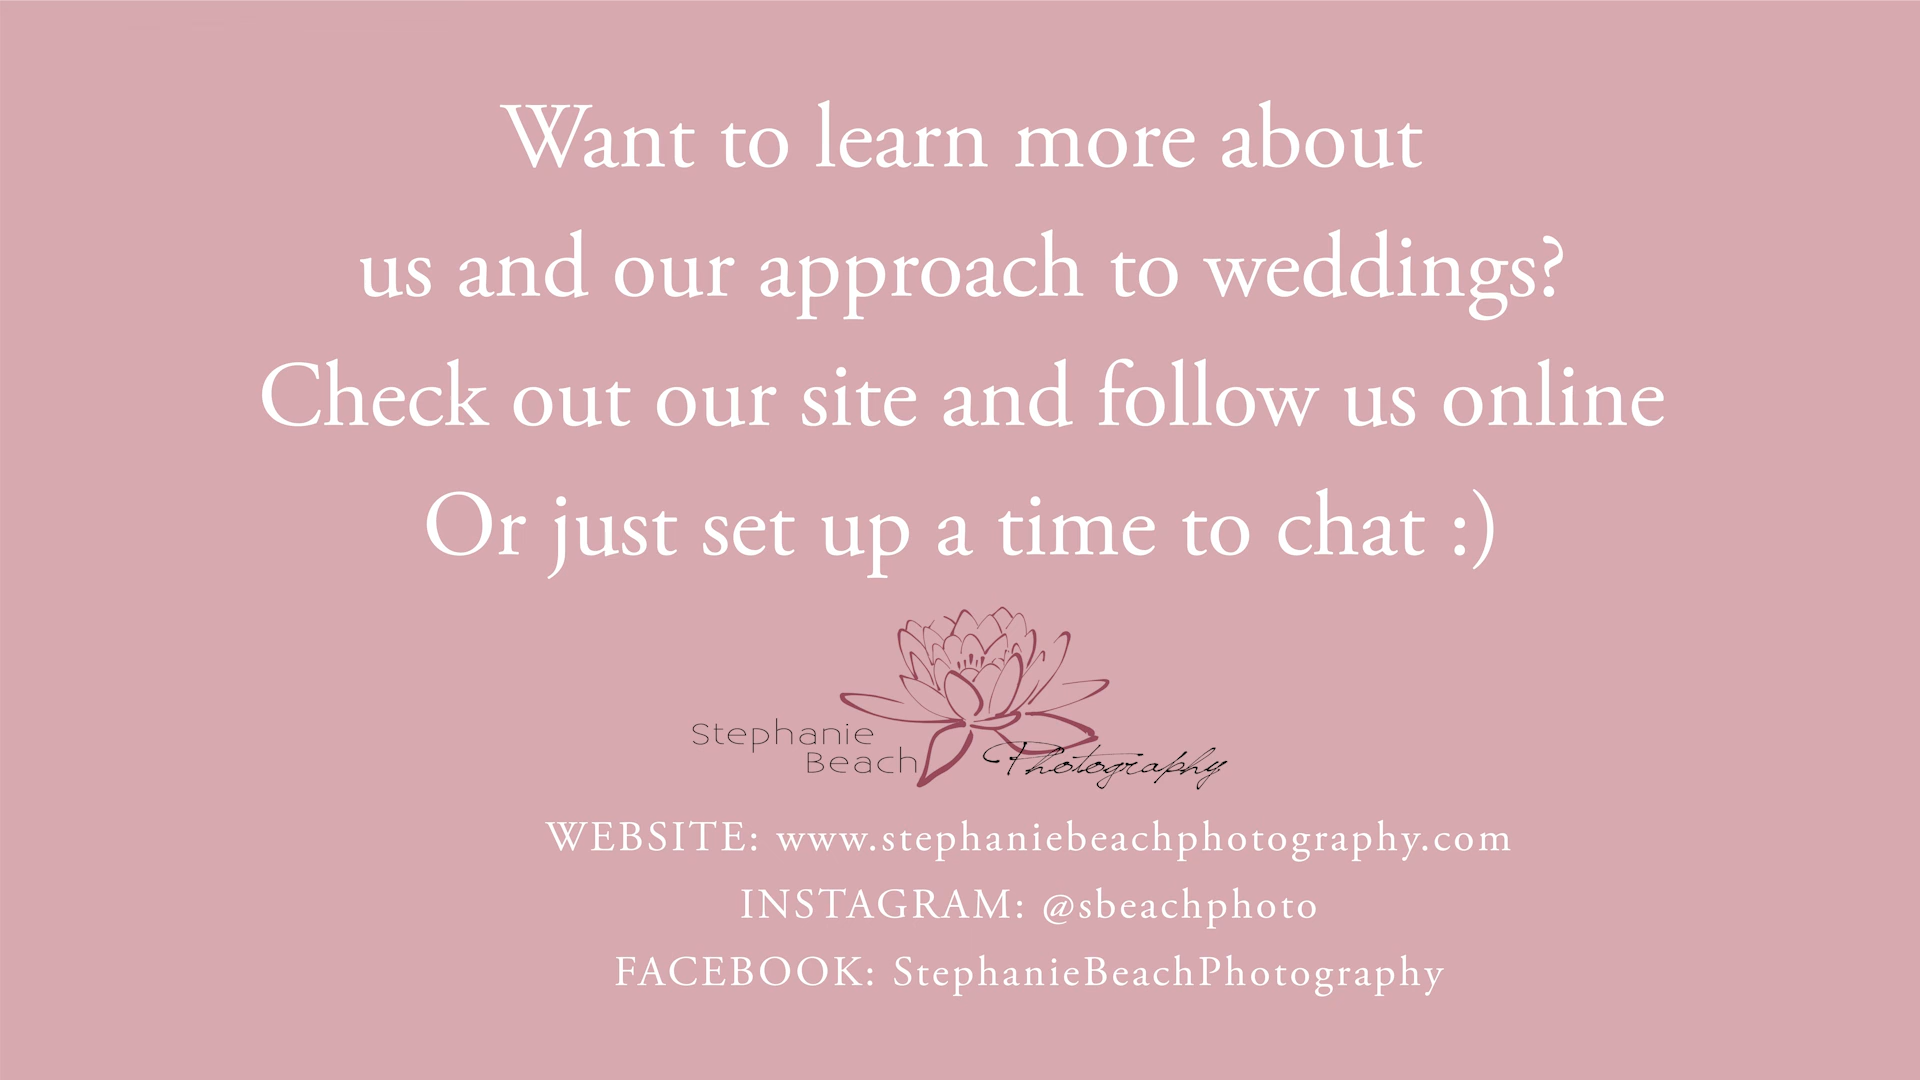 Want to learn more about
us and our approach to weddings?
Check out our site and follow us online
Or just set up a time to chat :)
Stephanie
Beach Photography
WEBSITE: www.stephaniebeachphotography.com
INSTAGRAM: @sbeachphoto
FACEBOOK: StephanieBeachPhotography